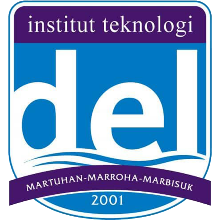 institut teknologi
del
MARTUHAN-MARROHA-MARBISUK
2001